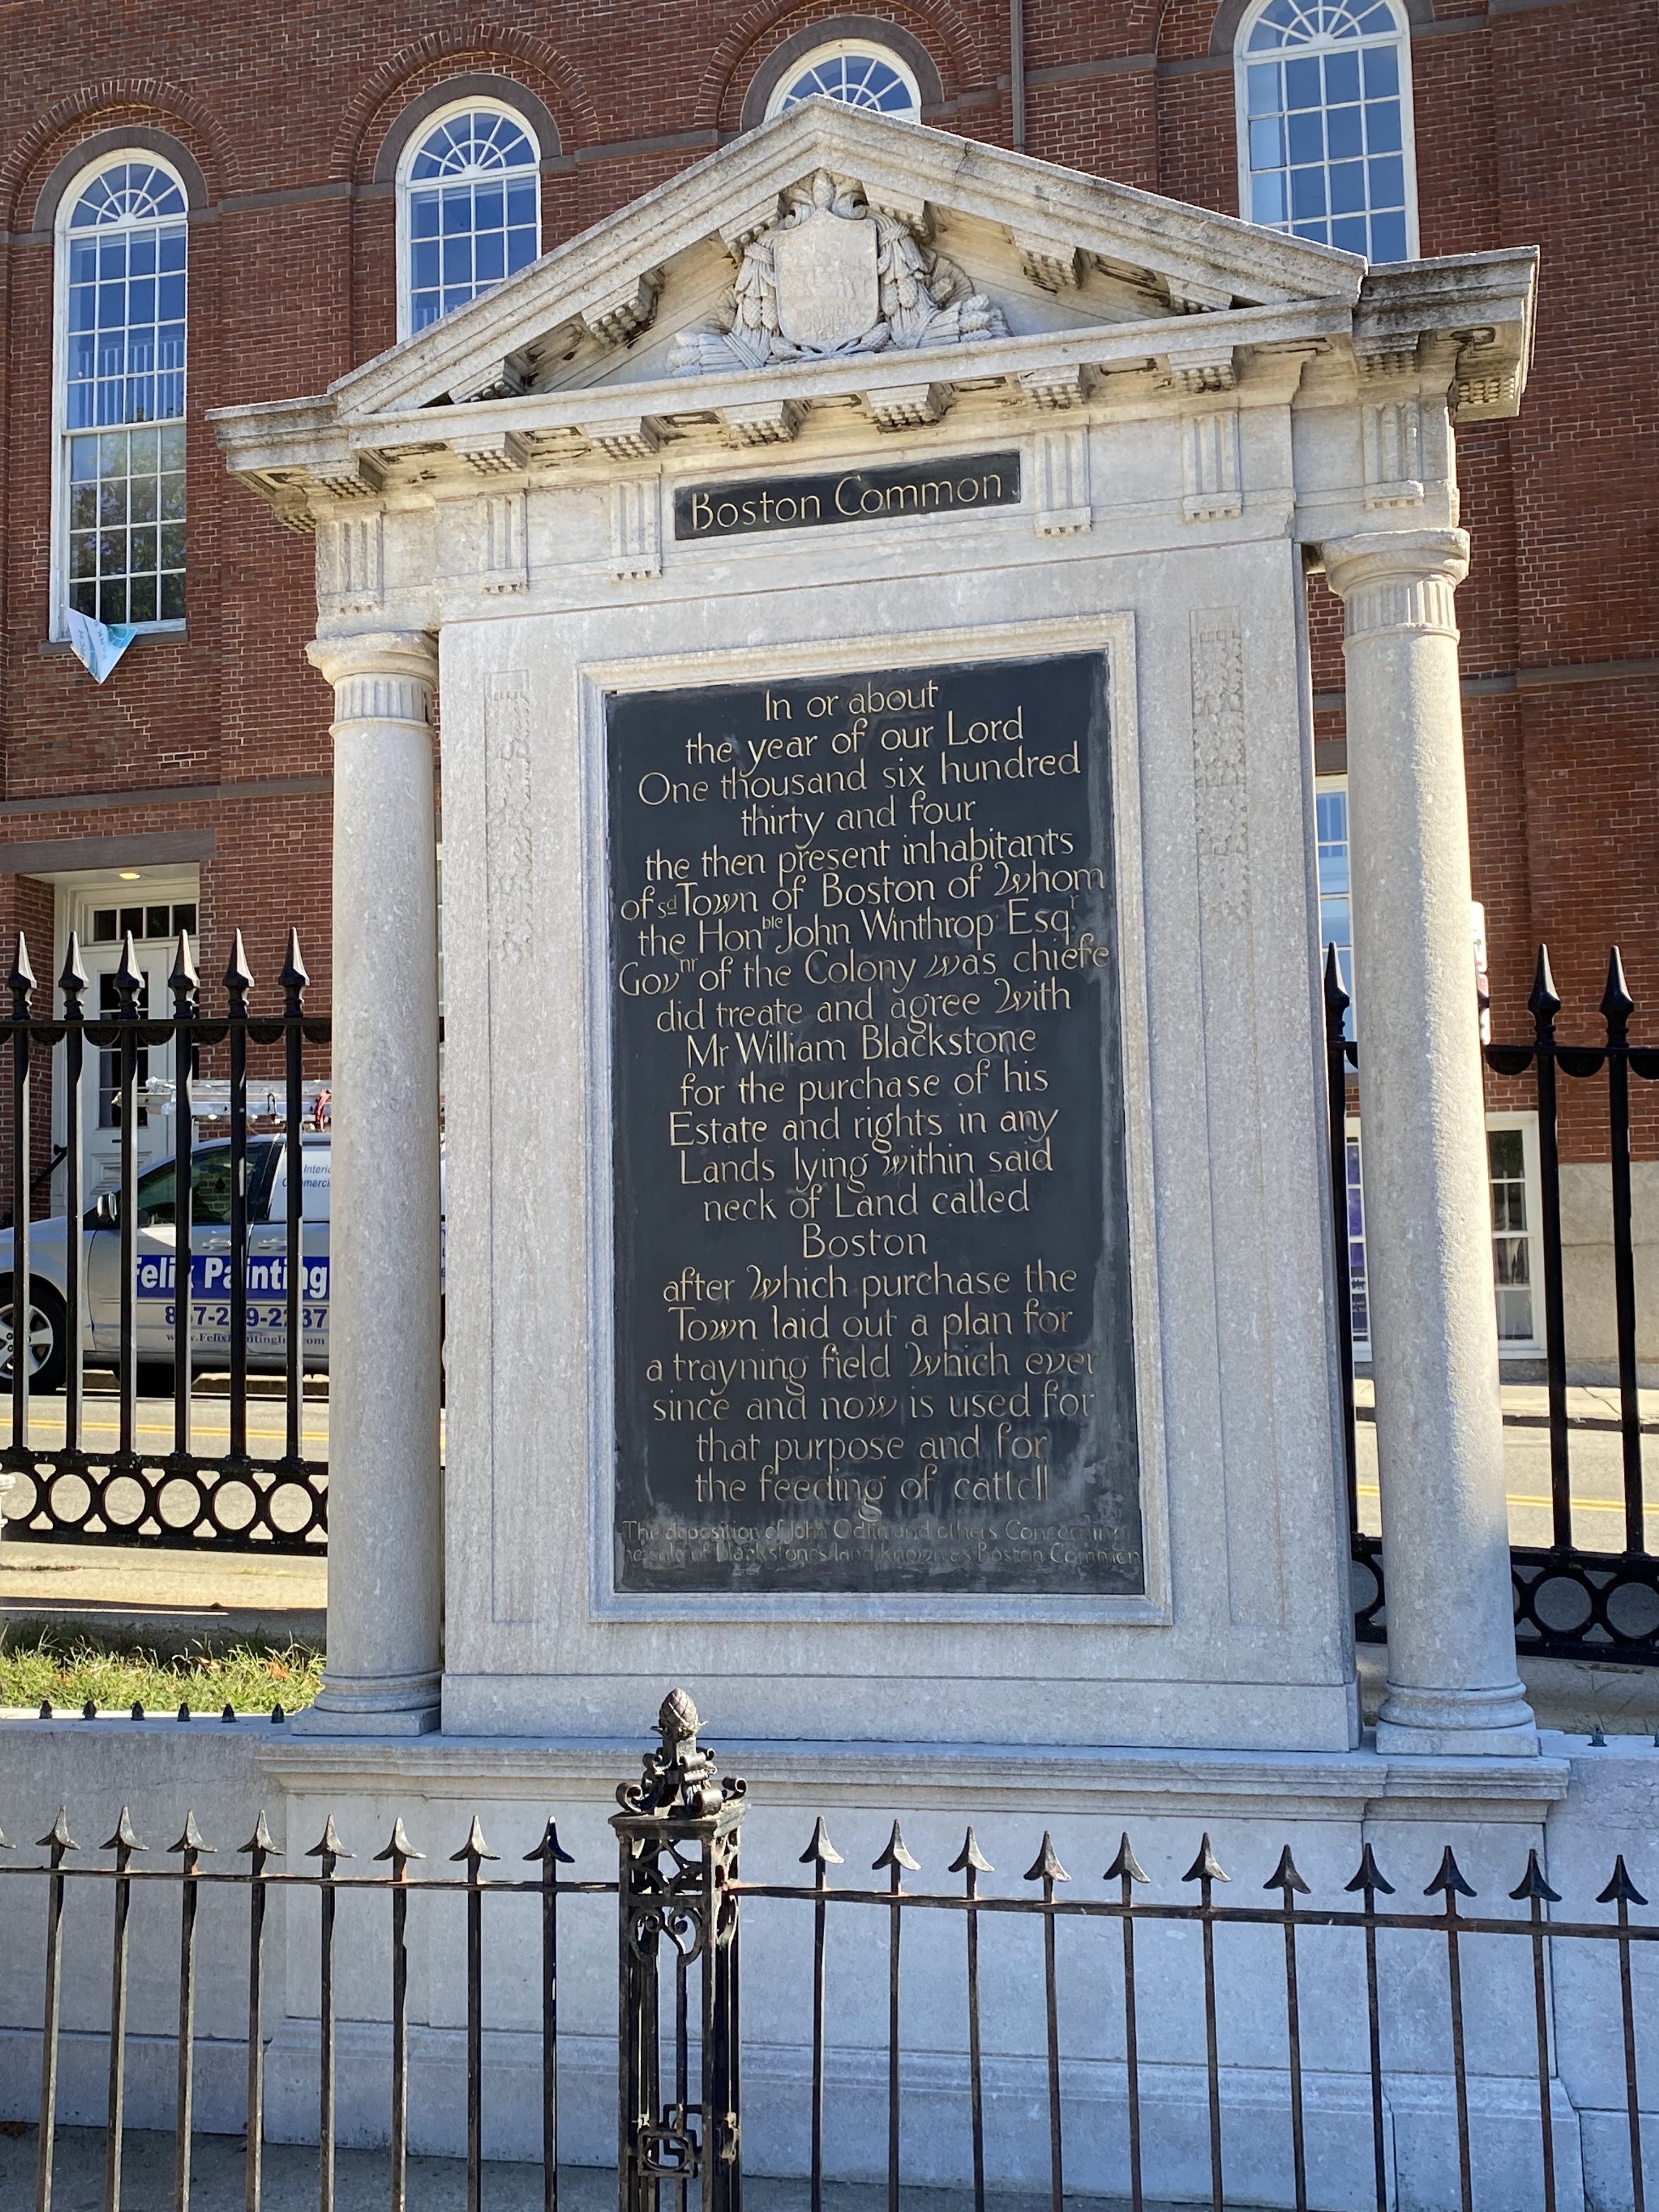 Boston Common
In or about
the year of our Lord
One thousand six hundred
thirty and four
the then present inhabitants
of sd Town of Boston of Whom
the Honble John Winthrop Esqr
Govnr of the Colony was chiefe
did treate and agree With
Mr William Blackstone
for the purchase of his
Estate and rights in any
Lands lying within said
neck of Land called
Boston
after Which purchase the
Town laid out a plan for
a trayning field Which ever
since and now is used for
that purpose and for
the feeding of cattell
The deposition of John Odlin and others Concerning
the sale of Blackstones land known as Boston Common
Felix Painting